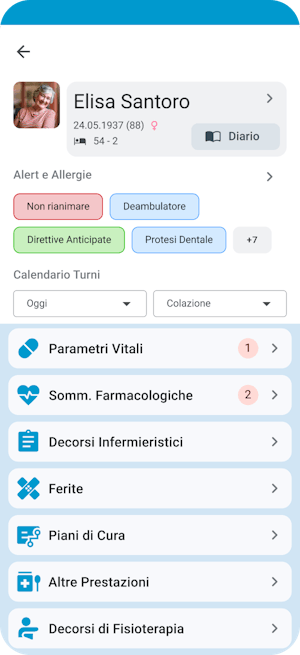 Elisa Santoro
24.05.1937 (88) ♀
54 - 2
Diario
Alert e Allergie
Non rianimare
Deambulatore
Direttive Anticipate
Protesi Dentale
+7
Calendario Turni
Oggi
Colazione
Parametri Vitali
1
Somm. Farmacologiche
2
Decorsi Infermieristici
Ferite
Piani di Cura
Altre Prestazioni
Decorsi di Fisioterapia